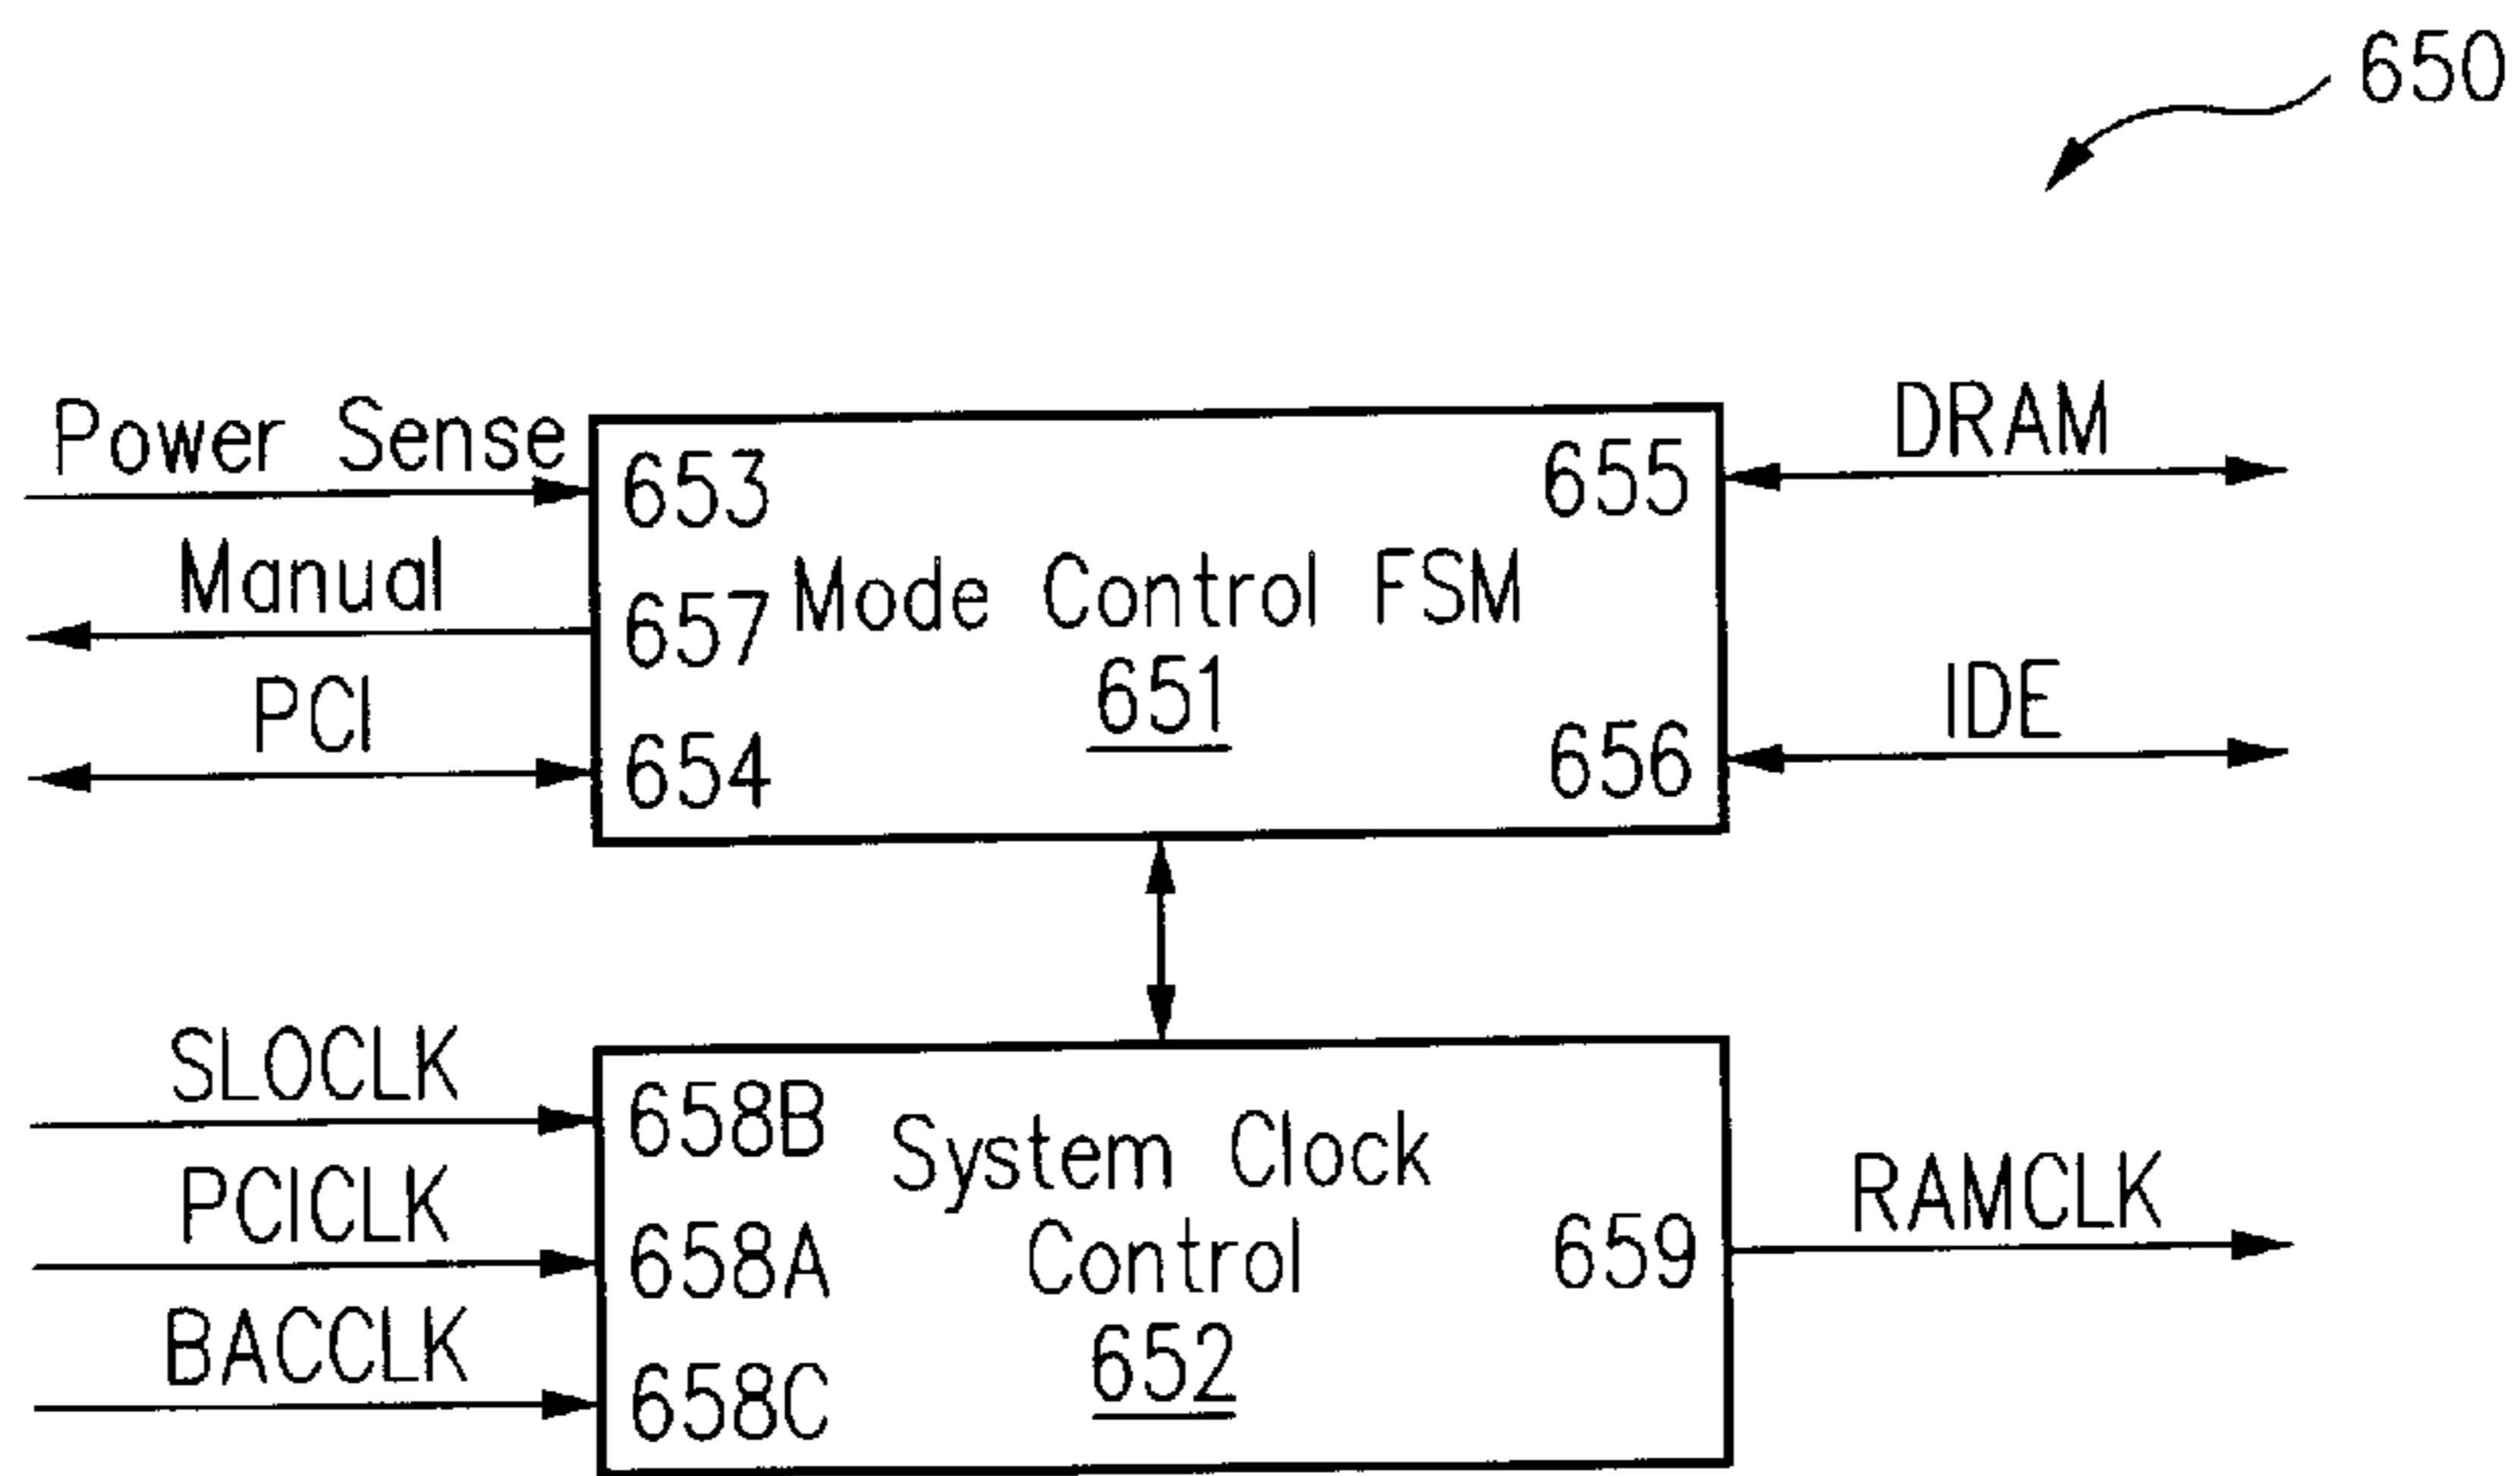 650
Power Sense
653
655
DRAM
Manual
657
Mode Control FSM
651
PCI
654
656
IDE
SLOCLK
658B
System Clock
Control
652
PCICLK
658A
659
RAMCLK
BACCLK
658C